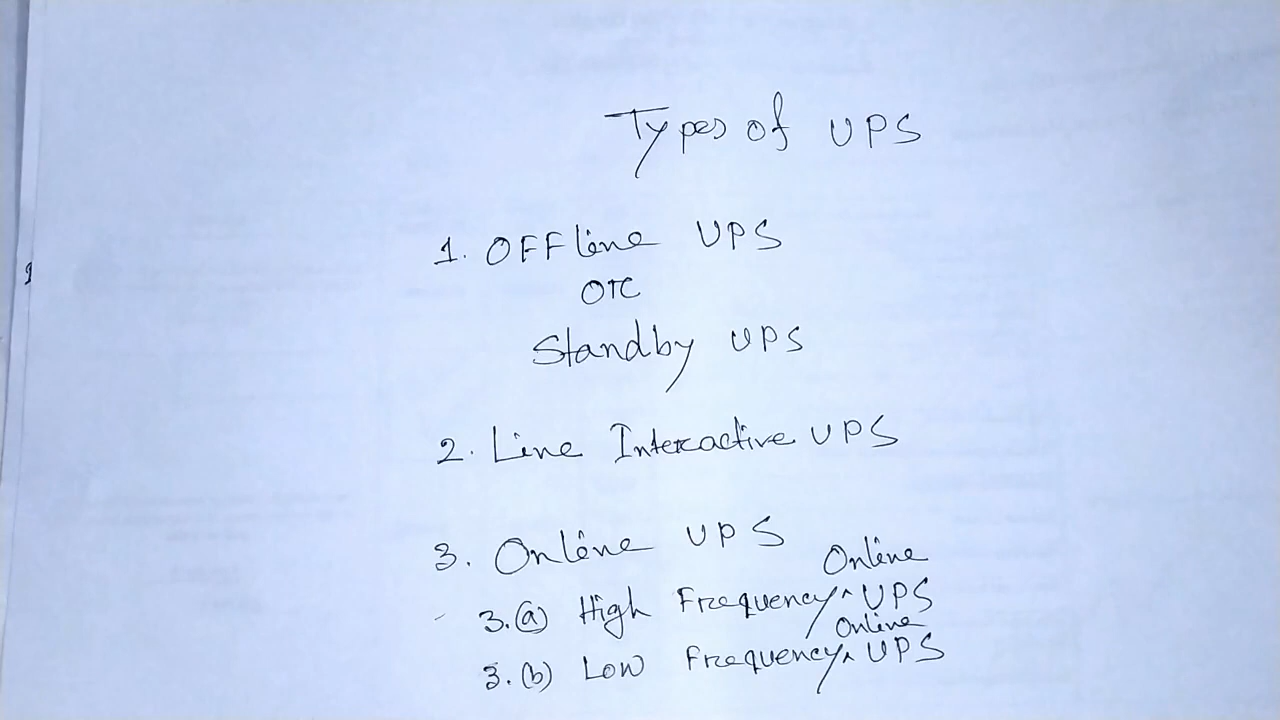 Types of UPS
1. OFFline UPS
OR
Standby UPS
2. Line Interactive UPS
3. Online UPS
3.(a) High Frequency ^ Online UPS
3.(b) Low Frequency ^ Online UPS